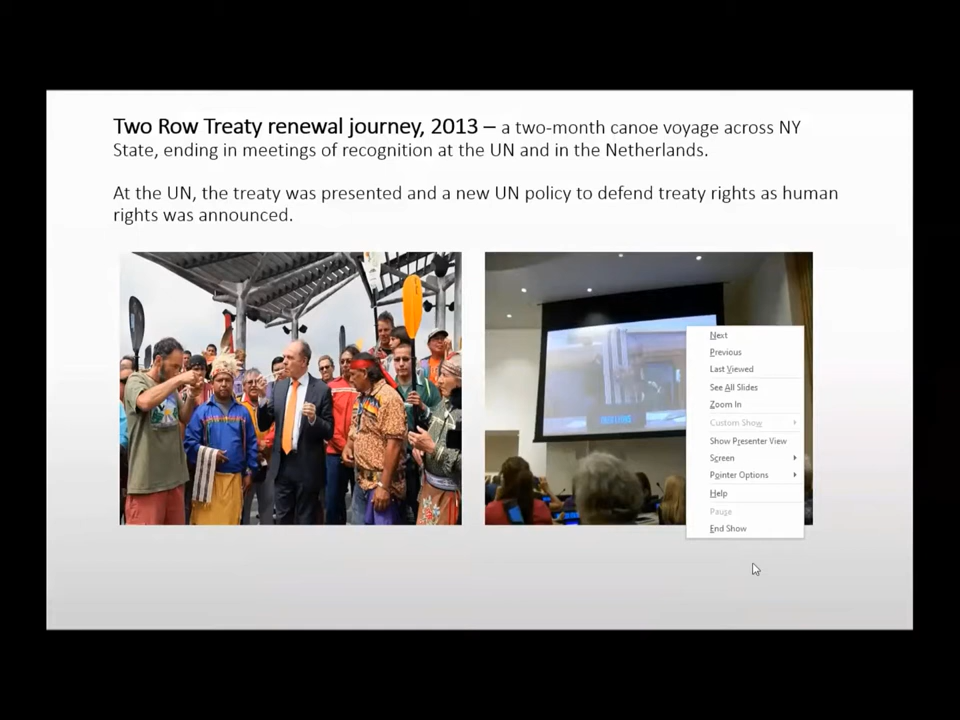 Two Row Treaty renewal journey, 2013 – a two-month canoe voyage across NY
State, ending in meetings of recognition at the UN and in the Netherlands.
At the UN, the treaty was presented and a new UN policy to defend treaty rights as human
rights was announced.
Next
Previous
Last Viewed
See All Slides
Zoom In
Custom Show
Show Presenter View
Screen
Pointer Options
Help
Pause
End Show